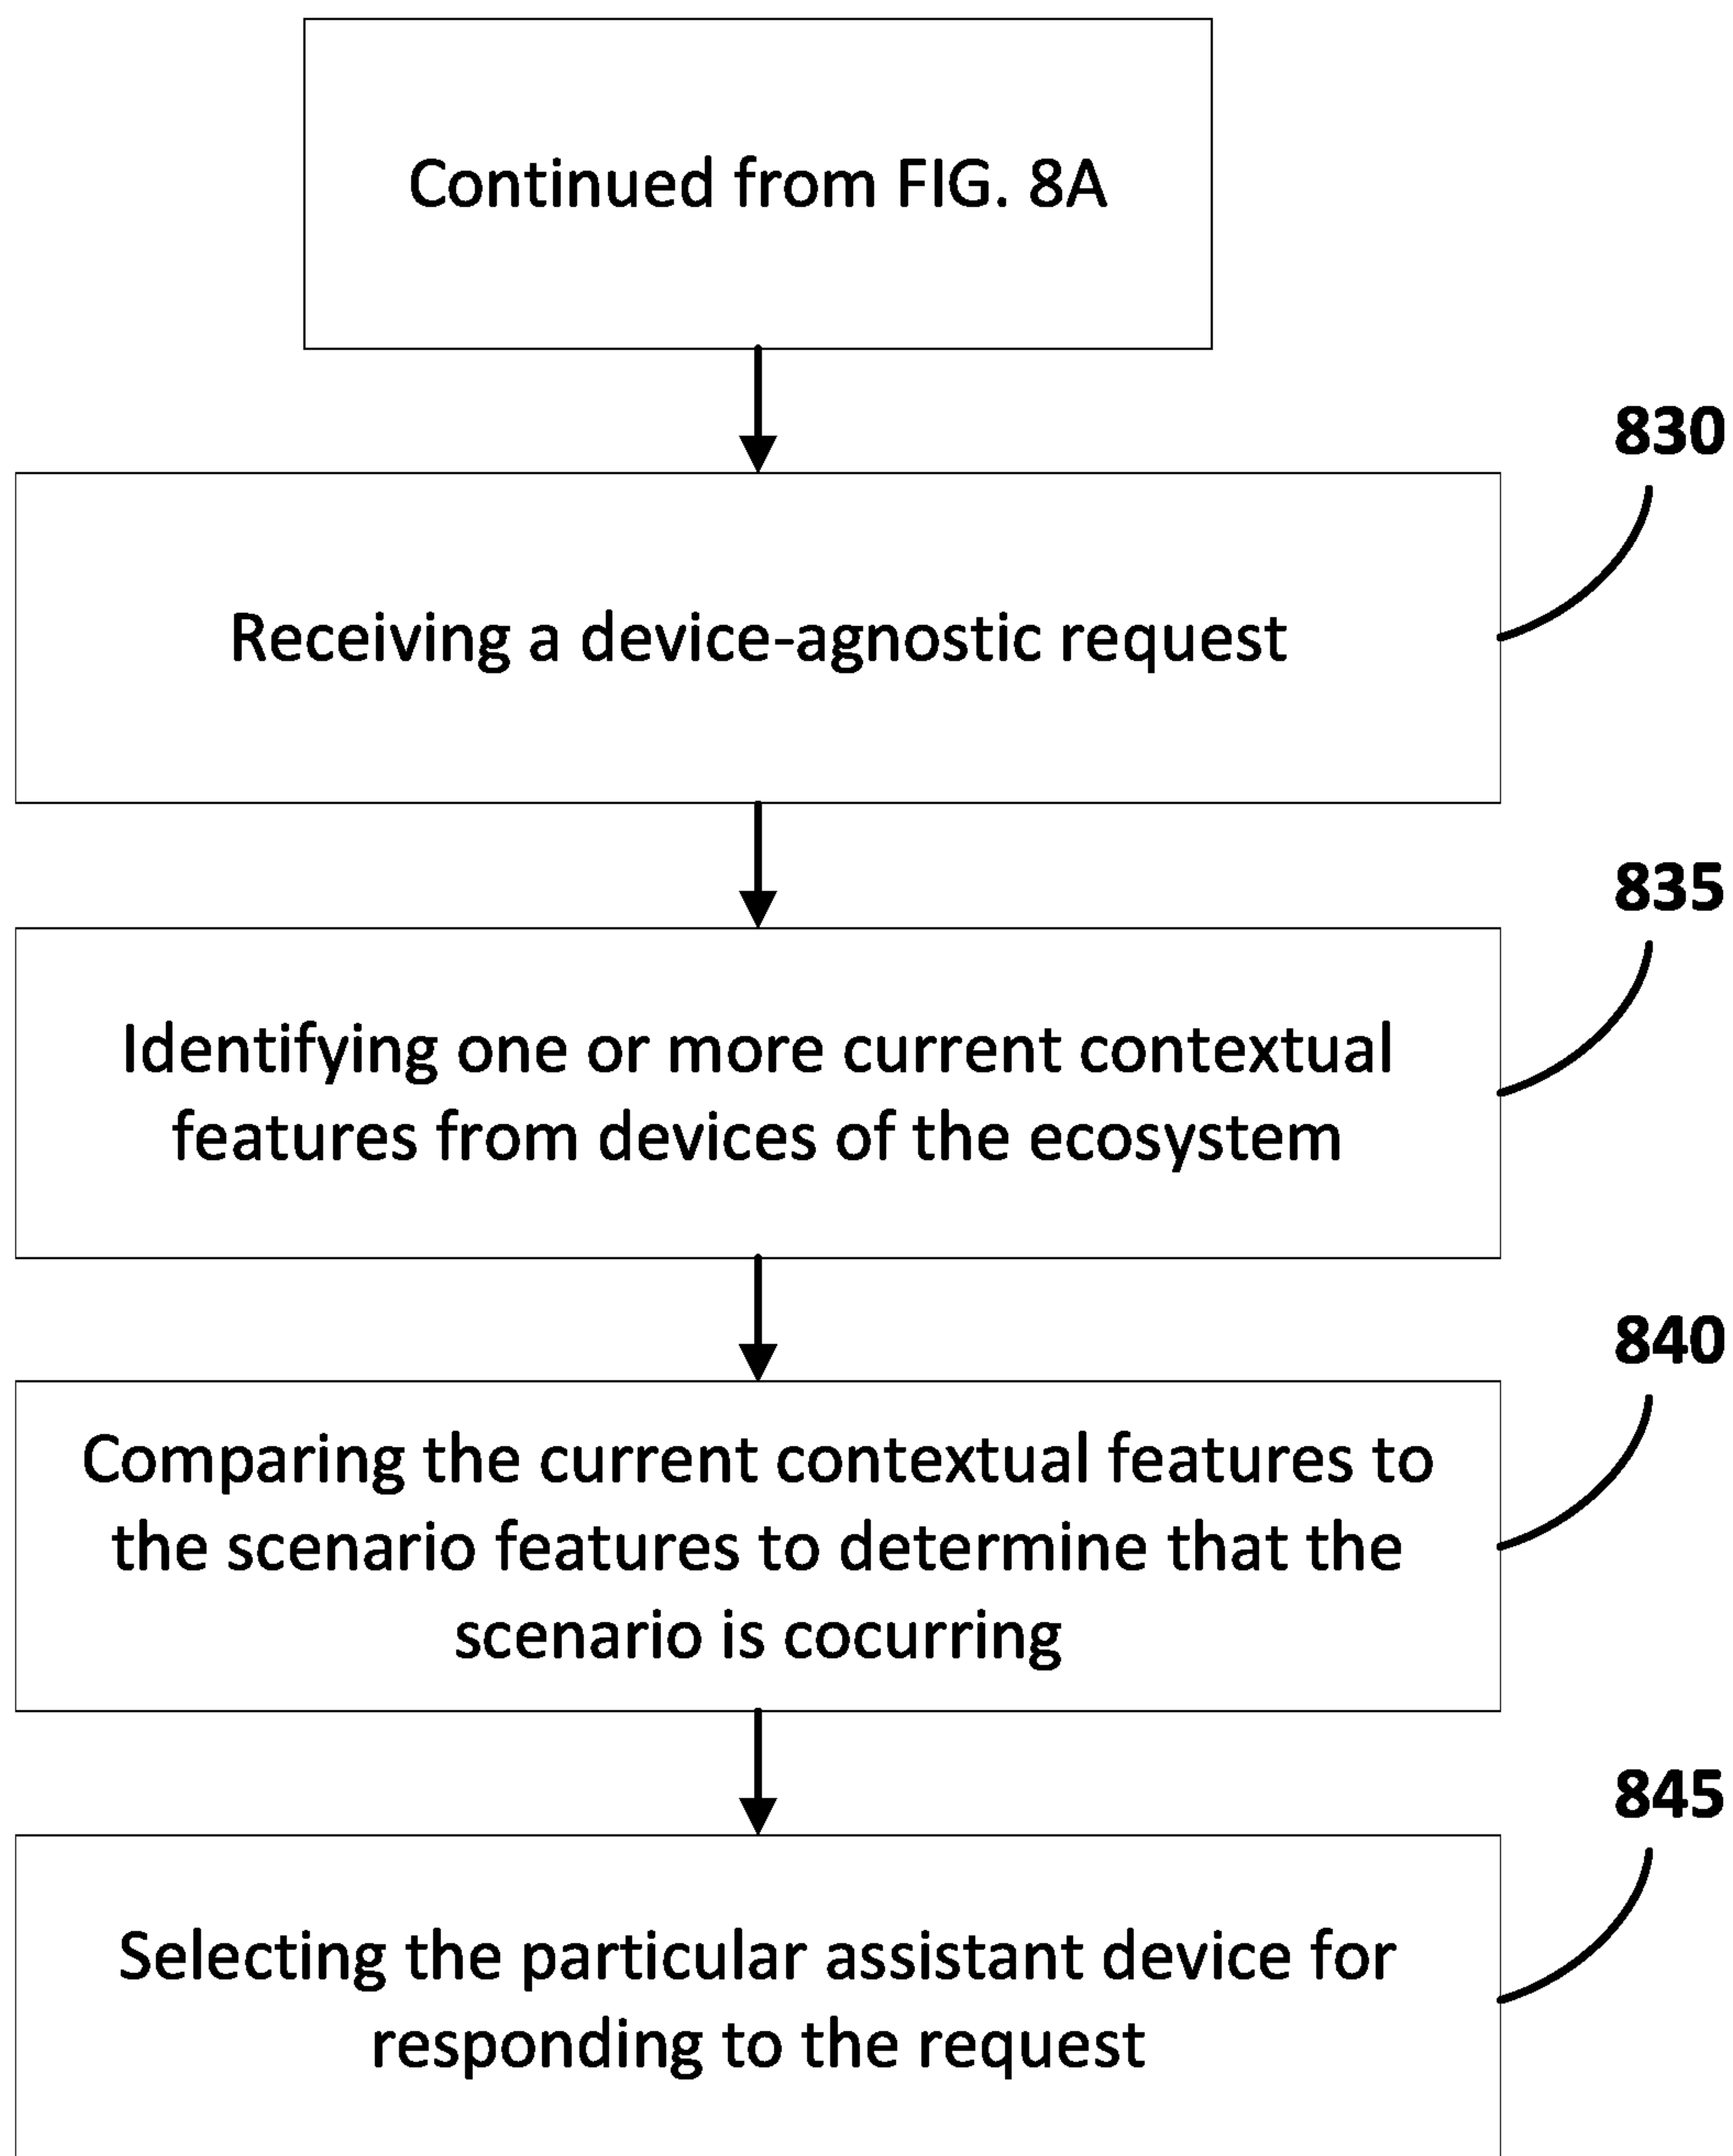 Continued from FIG. 8A
830
Receiving a device-agnostic request
835
Identifying one or more current contextual
features from devices of the ecosystem
840
Comparing the current contextual features to
the scenario features to determine that the
scenario is cocurring
845
Selecting the particular assistant device for
responding to the request